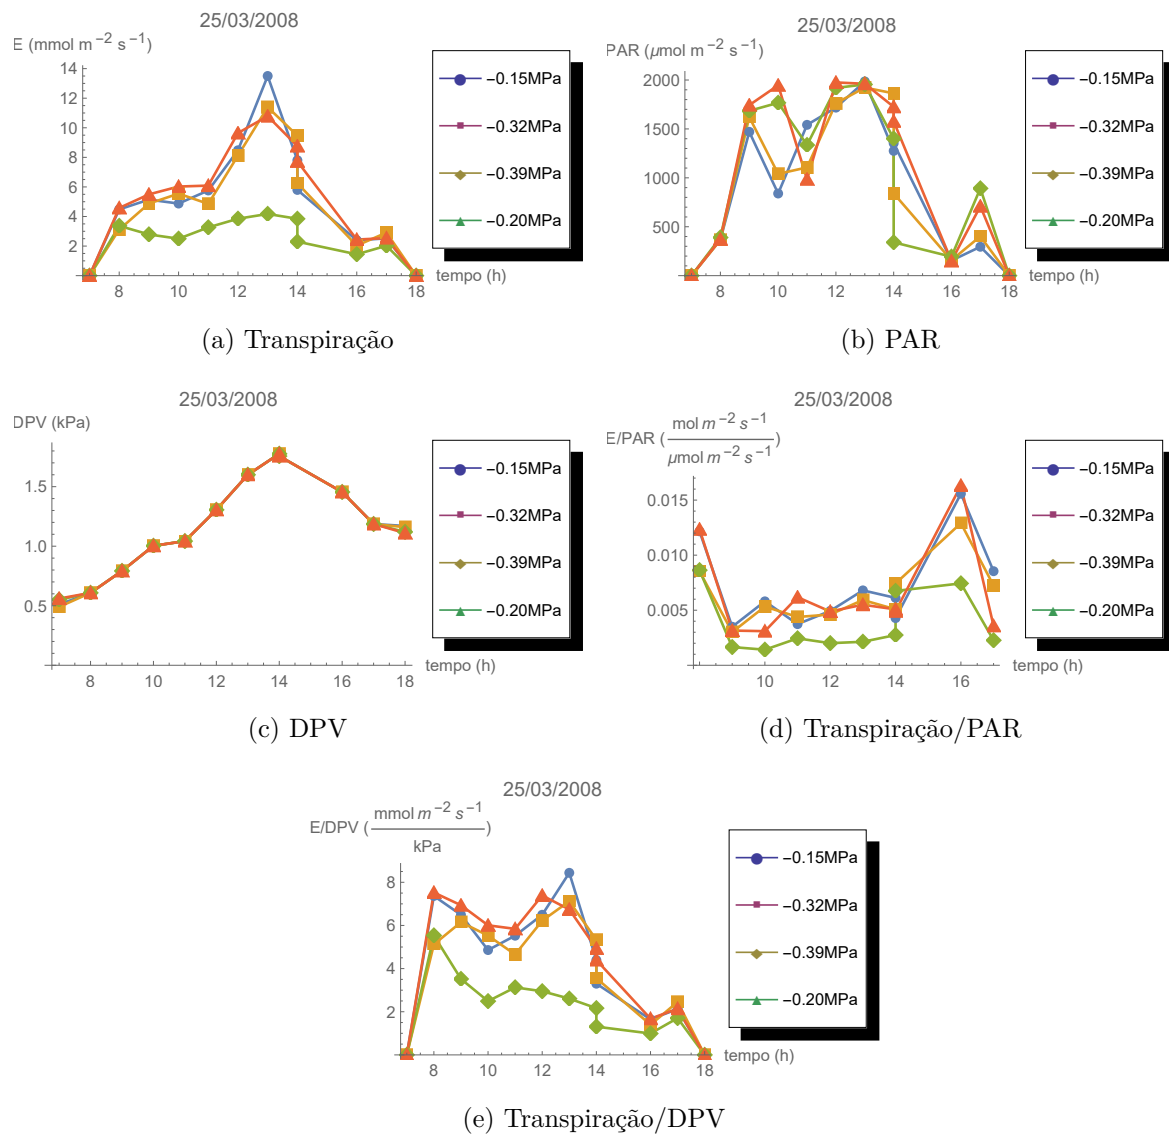 25/03/2008
E (mmol m⁻² s⁻¹)
14
12
10
8
6
4
2
8 10 12 14 16 18
tempo (h)
−0.15MPa
−0.32MPa
−0.39MPa
−0.20MPa
(a) Transpiração
25/03/2008
PAR (μmol m⁻² s⁻¹)
2000
1500
1000
500
8 10 12 14 16 18
tempo (h)
−0.15MPa
−0.32MPa
−0.39MPa
−0.20MPa
(b) PAR
25/03/2008
DPV (kPa)
1.5
1.0
0.5
8 10 12 14 16 18
tempo (h)
−0.15MPa
−0.32MPa
−0.39MPa
−0.20MPa
(c) DPV
25/03/2008
mol m⁻² s⁻¹
E/PAR ( )
μmol m⁻² s⁻¹
0.015
0.010
0.005
10 12 14 16
tempo (h)
−0.15MPa
−0.32MPa
−0.39MPa
−0.20MPa
(d) Transpiração/PAR
25/03/2008
mmol m⁻² s⁻¹
E/DPV ( )
kPa
8
6
4
2
8 10 12 14 16 18
tempo (h)
−0.15MPa
−0.32MPa
−0.39MPa
−0.20MPa
(e) Transpiração/DPV